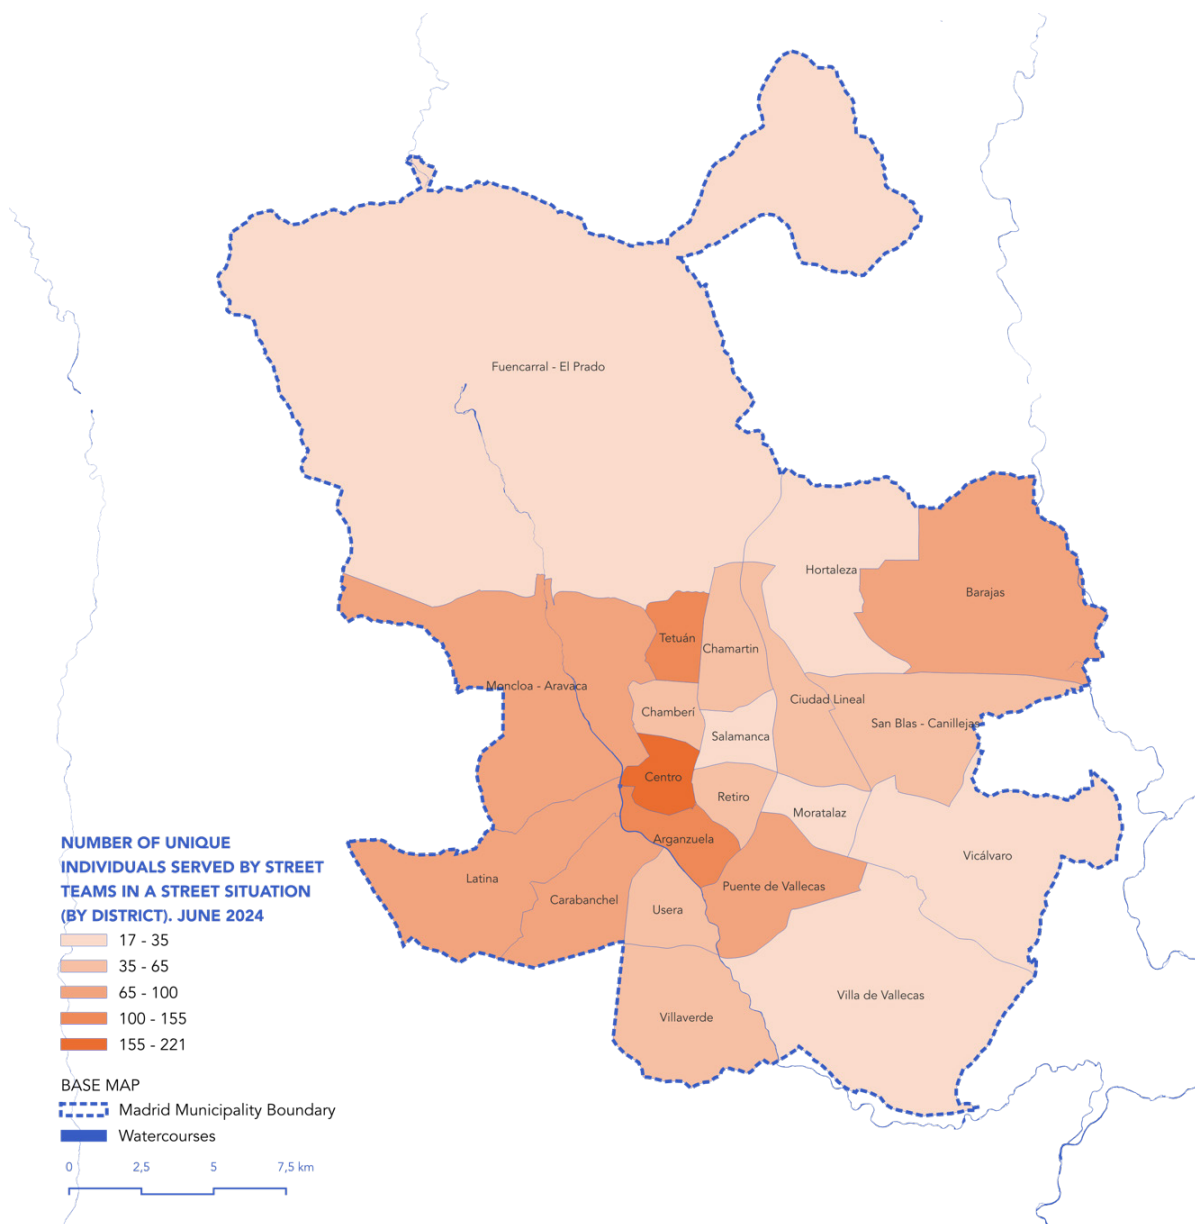 Fuencarral - El Prado
Hortaleza
Barajas
Tetuán
Chamartin
Moncloa - Aravaca
Ciudad Lineal
Chamberí
San Blas - Canillejas
Salamanca
Centro
Retiro
Moratalaz
Arganzuela
Vicálvaro
Latina
Puente de Vallecas
Carabanchel
Usera
Villa de Vallecas
Villaverde
NUMBER OF UNIQUE
INDIVIDUALS SERVED BY STREET
TEAMS IN A STREET SITUATION
(BY DISTRICT). JUNE 2024
17 - 35
35 - 65
65 - 100
100 - 155
155 - 221
BASE MAP
Madrid Municipality Boundary
Watercourses
0 2,5 5 7,5 km